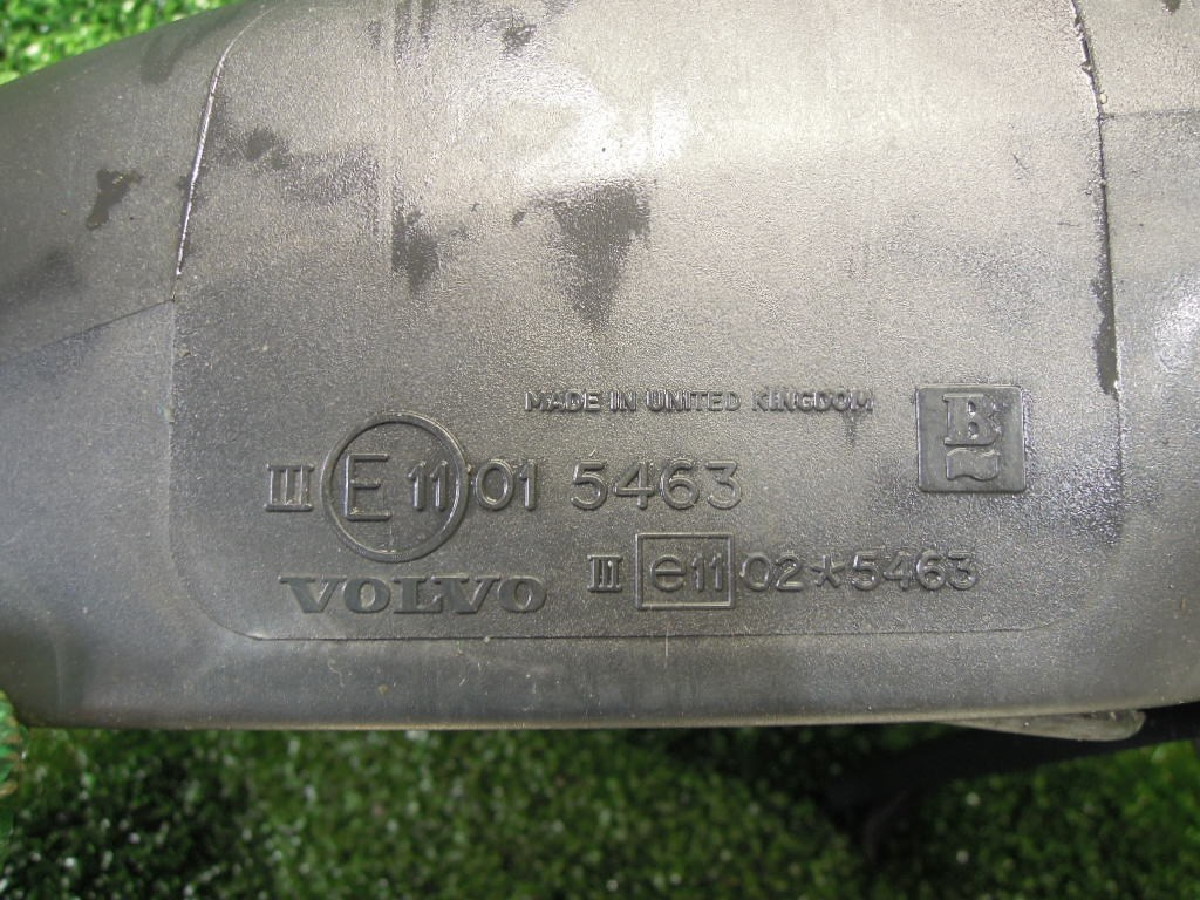 MADE IN UNITED KINGDOM
B
~
III E 11 01 5463
III e11 02*5463
VOLVO